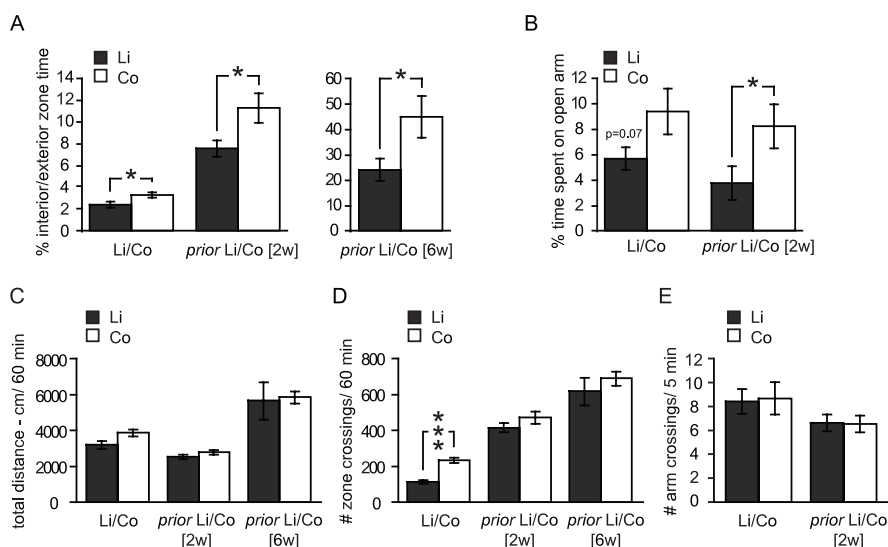 A
Li
Co
% interior/exterior zone time
14
12
10
8
6
4
2
0
*
*
Li/Co
prior Li/Co [2w]
60
50
40
30
20
10
0
*
prior Li/Co [6w]
B
Li
Co
% time spent on open arm
12
10
8
6
4
2
0
p=0.07
*
Li/Co
prior Li/Co [2w]
C
Li
Co
total distance - cm/ 60 min
8000
6000
4000
2000
0
Li/Co
prior Li/Co
[2w]
prior Li/Co
[6w]
D
Li
Co
# zone crossings/ 60 min
800
600
400
200
0
***
Li/Co
prior Li/Co
[2w]
prior Li/Co
[6w]
E
Li
Co
# arm crossings/ 5 min
12
10
8
6
4
2
0
Li/Co
prior Li/Co
[2w]